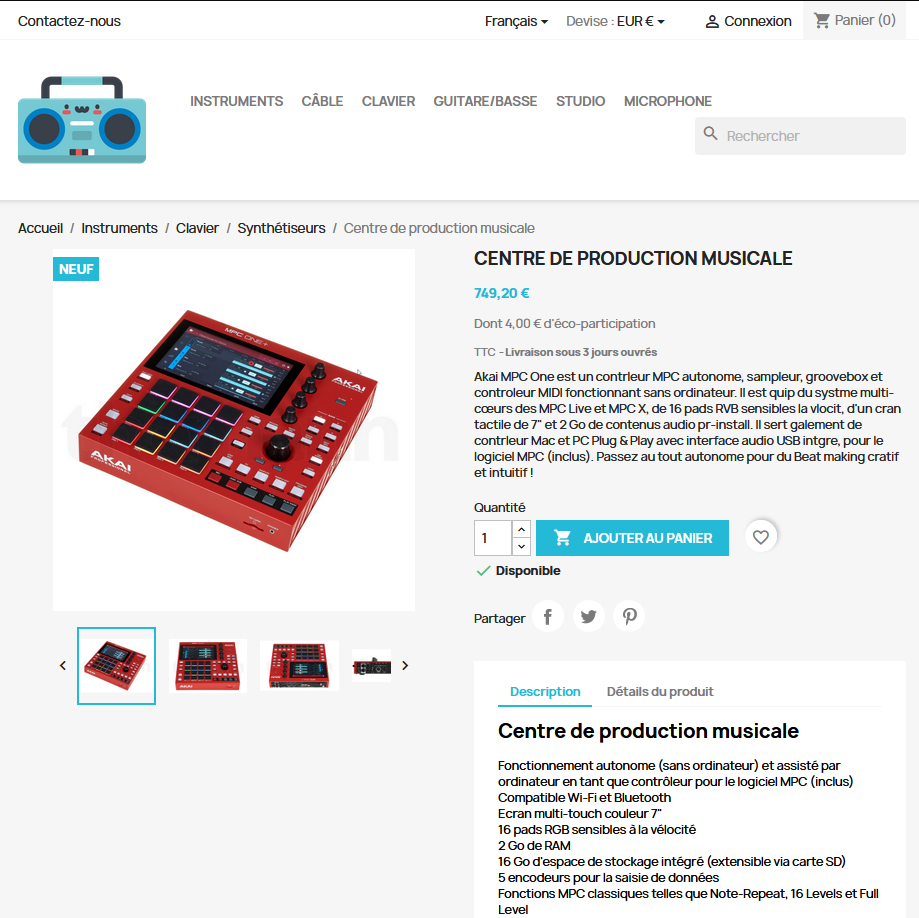 Contactez-nous
Français
Devise : EUR €
Connexion
Panier (0)
INSTRUMENTS CÂBLE CLAVIER GUITARE/BASSE STUDIO MICROPHONE
Rechercher
Accueil / Instruments / Clavier / Synthétiseurs / Centre de production musicale
NEUF
MPC ONE+
AKAI
AKAI
CENTRE DE PRODUCTION MUSICALE
749,20 €
Dont 4,00 € d'éco-participation
TTC - Livraison sous 3 jours ouvrés
Akai MPC One est un contrleur MPC autonome, sampleur, groovebox et
controleur MIDI fonctionnant sans ordinateur. Il est quip du systme multi-
cœurs des MPC Live et MPC X, de 16 pads RVB sensibles la vlocit, d'un cran
tactile de 7" et 2 Go de contenus audio pr-install. Il sert galement de
contrleur Mac et PC Plug & Play avec interface audio USB intgre, pour le
logiciel MPC (inclus). Passez au tout autonome pour du Beat making cratif
et intuitif !
Quantité
1
AJOUTER AU PANIER
Disponible
Partager
Description Détails du produit
Centre de production musicale
Fonctionnement autonome (sans ordinateur) et assisté par
ordinateur en tant que contrôleur pour le logiciel MPC (inclus)
Compatible Wi-Fi et Bluetooth
Ecran multi-touch couleur 7"
16 pads RGB sensibles à la vélocité
2 Go de RAM
16 Go d'espace de stockage intégré (extensible via carte SD)
5 encodeurs pour la saisie de données
Fonctions MPC classiques telles que Note-Repeat, 16 Levels et Full
Level